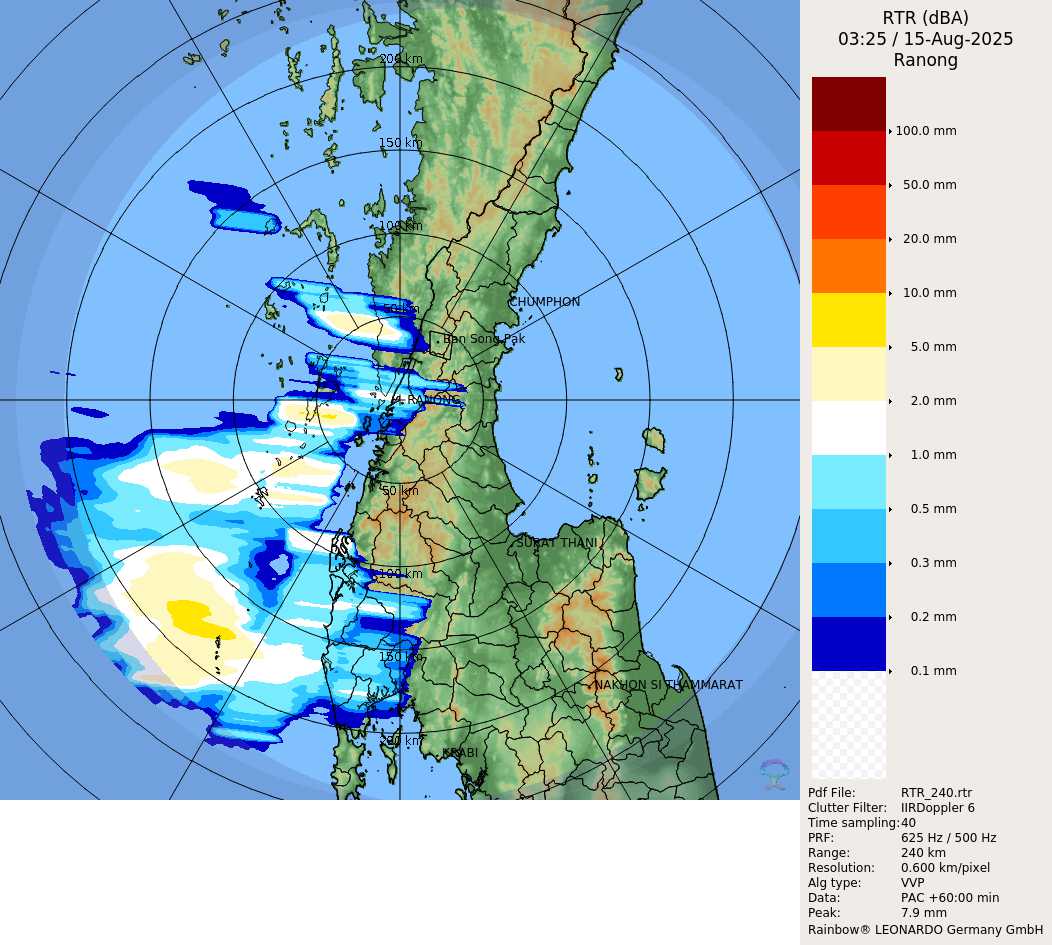 RTR (dBA)
03:25 / 15-Aug-2025
Ranong
200 km
150 km
100 km
50 km
CHUMPHON
Ban Song Pak
RANONG
50 km
SURAT THANI
100 km
150 km
NAKHON SI THAMMARAT
200 km
KRABI
100.0 mm
50.0 mm
20.0 mm
10.0 mm
5.0 mm
2.0 mm
1.0 mm
0.5 mm
0.3 mm
0.2 mm
0.1 mm
Pdf File: RTR_240.rtr
Clutter Filter: IIRDoppler 6
Time sampling:40
PRF: 625 Hz / 500 Hz
Range: 240 km
Resolution: 0.600 km/pixel
Alg type: VVP
Data: PAC +60:00 min
Peak: 7.9 mm
Rainbow® LEONARDO Germany GmbH